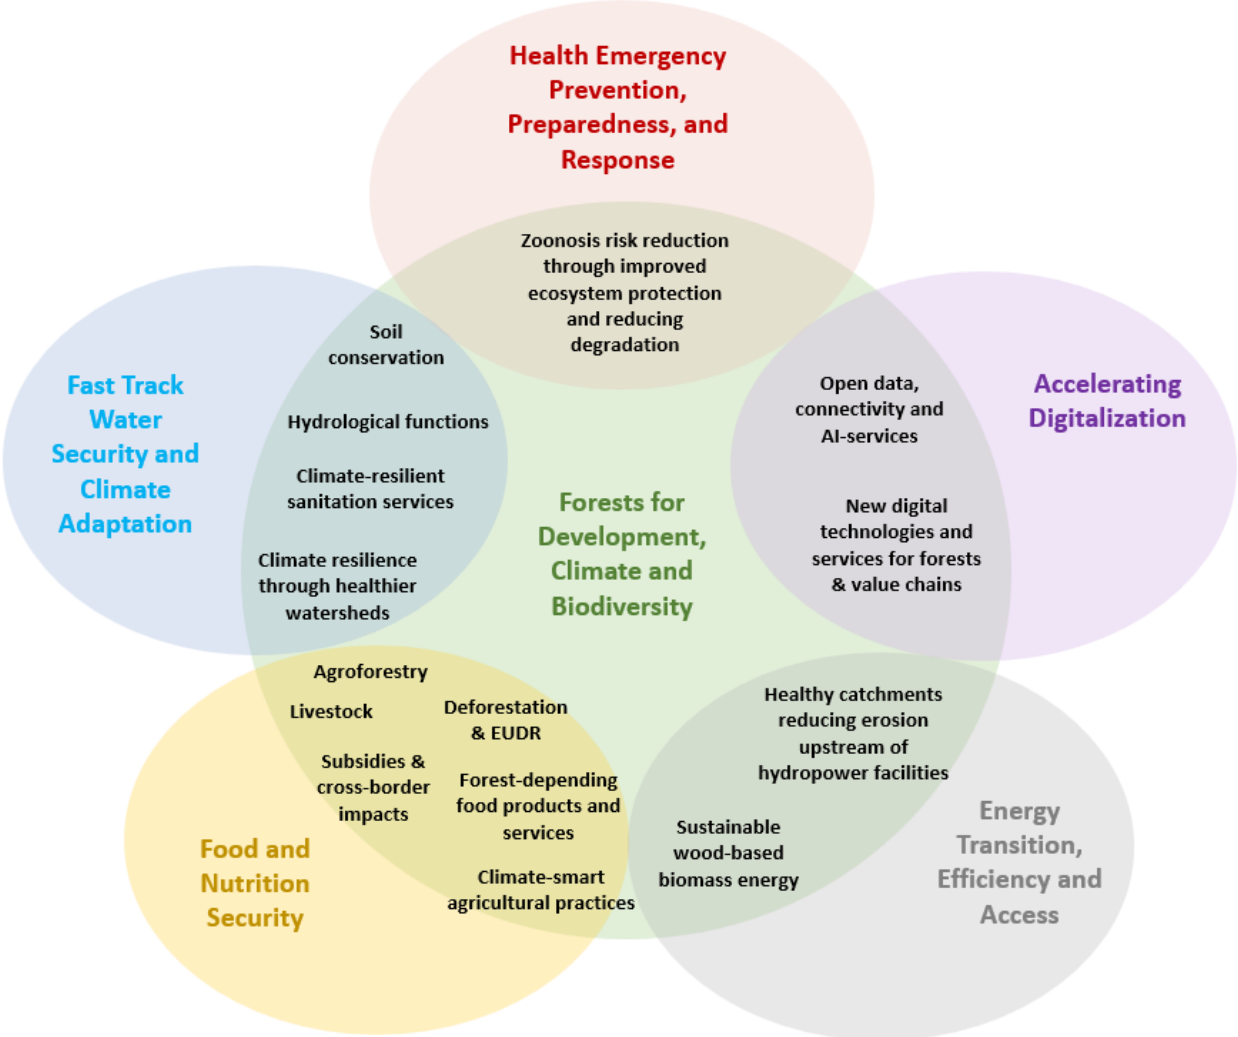 Health Emergency
Prevention,
Preparedness, and
Response
Zoonosis risk reduction
through improved
ecosystem protection
and reducing
degradation
Fast Track
Water
Security and
Climate
Adaptation
Soil
conservation
Hydrological functions
Climate-resilient
sanitation services
Climate resilience
through healthier
watersheds
Forests for
Development,
Climate and
Biodiversity
Open data,
connectivity and
AI-services
New digital
technologies and
services for forests
& value chains
Accelerating
Digitalization
Agroforestry
Livestock
Subsidies &
cross-border
impacts
Deforestation
& EUDR
Forest-depending
food products and
services
Climate-smart
agricultural practices
Food and
Nutrition
Security
Healthy catchments
reducing erosion
upstream of
hydropower facilities
Sustainable
wood-based
biomass energy
Energy
Transition,
Efficiency and
Access